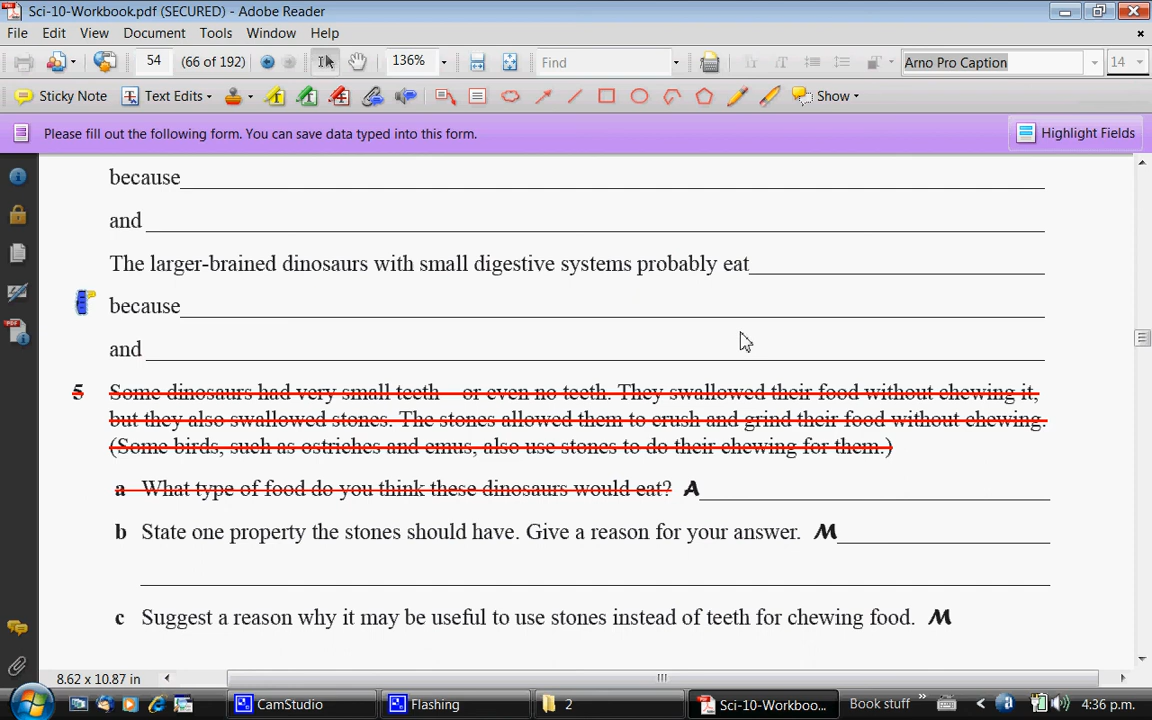 Sci-10-Workbook.pdf (SECURED) - Adobe Reader
File Edit View Document Tools Window Help
54 (66 of 192) 136% Find Arno Pro Caption 14
Sticky Note Text Edits Show
Please fill out the following form. You can save data typed into this form. Highlight Fields
because
and
The larger-brained dinosaurs with small digestive systems probably eat
because
and
5 Some dinosaurs had very small teeth – or even no teeth. They swallowed their food without chewing it,
but they also swallowed stones. The stones allowed them to crush and grind their food without chewing.
(Some birds, such as ostriches and emus, also use stones to do their chewing for them.)
a What type of food do you think these dinosaurs would eat? A
b State one property the stones should have. Give a reason for your answer. M
c Suggest a reason why it may be useful to use stones instead of teeth for chewing food. M
8.62 x 10.87 in
CamStudio Flashing 2 Sci-10-Workboo... Book stuff 4:36 p.m.